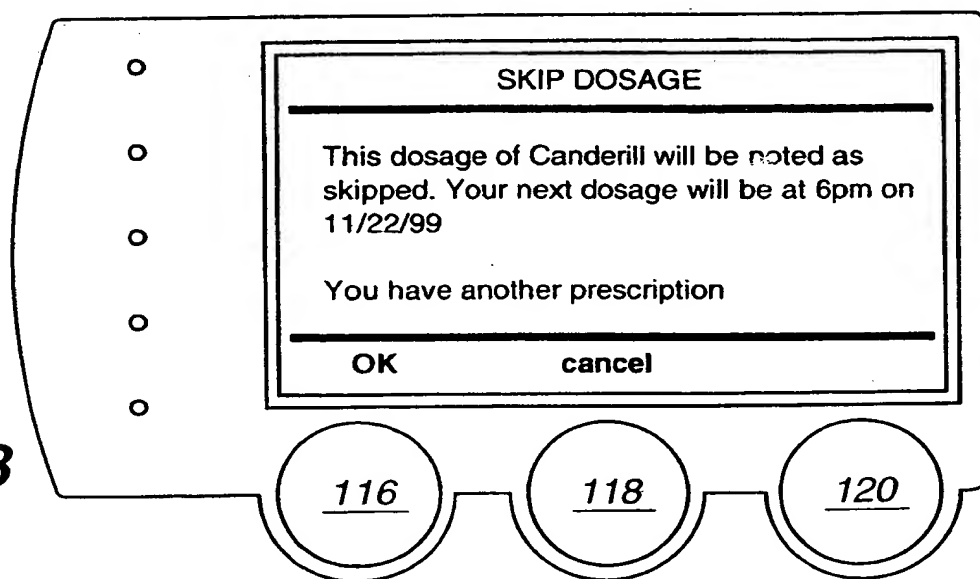 SKIP DOSAGE
This dosage of Canderill will be noted as
skipped. Your next dosage will be at 6pm on
11/22/99
You have another prescription
OK cancel
116 118 120